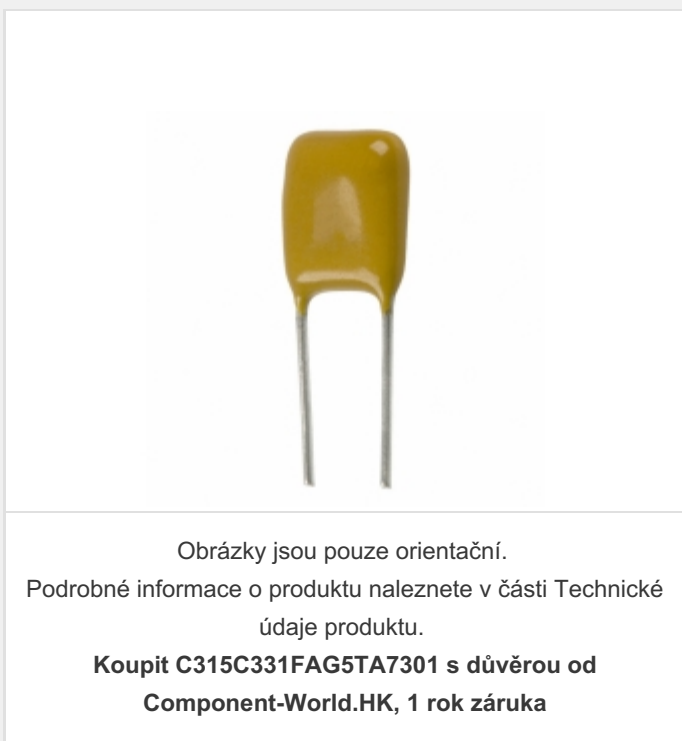 Obrázky jsou pouze orientační.
Podrobné informace o produktu naleznete v části Technické
údaje produktu.
Koupit C315C331FAG5TA7301 s důvěrou od
Component-World.HK, 1 rok záruka